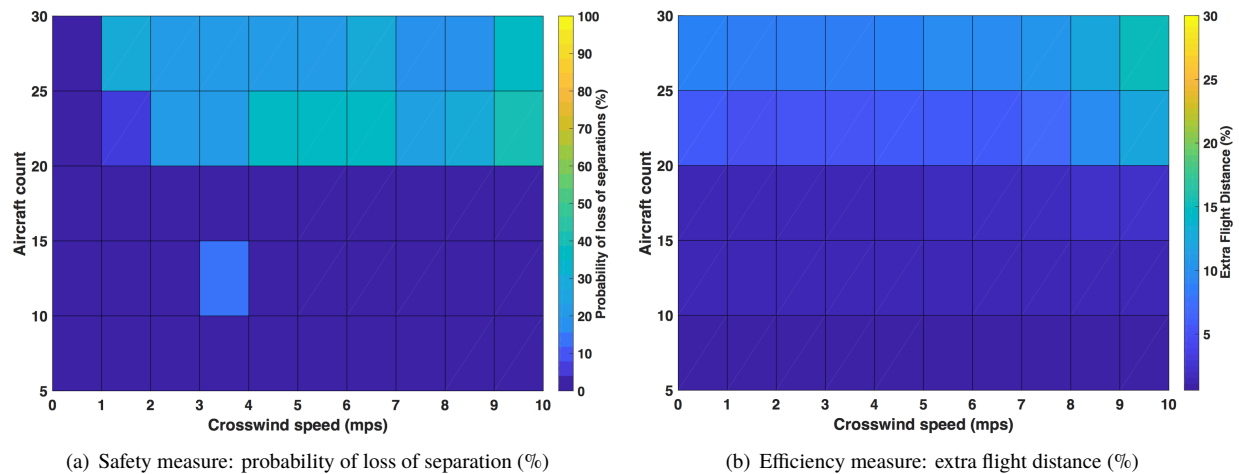 30
25
20
15
10
5
Aircraft count
0 1 2 3 4 5 6 7 8 9 10
Crosswind speed (mps)
100
90
80
70
60
50
40
30
20
10
0
Probability of loss of separations (%)
(a) Safety measure: probability of loss of separation (%)
30
25
20
15
10
5
Aircraft count
0 1 2 3 4 5 6 7 8 9 10
Crosswind speed (mps)
30
25
20
15
10
5
Extra Flight Distance (%)
(b) Efficiency measure: extra flight distance (%)